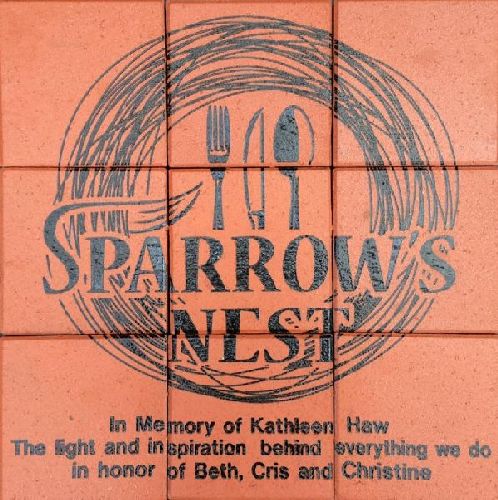 SPARROW'S
NEST
In Memory of Kathleen Haw
The light and inspiration behind everything we do
in honor of Beth, Cris and Christine